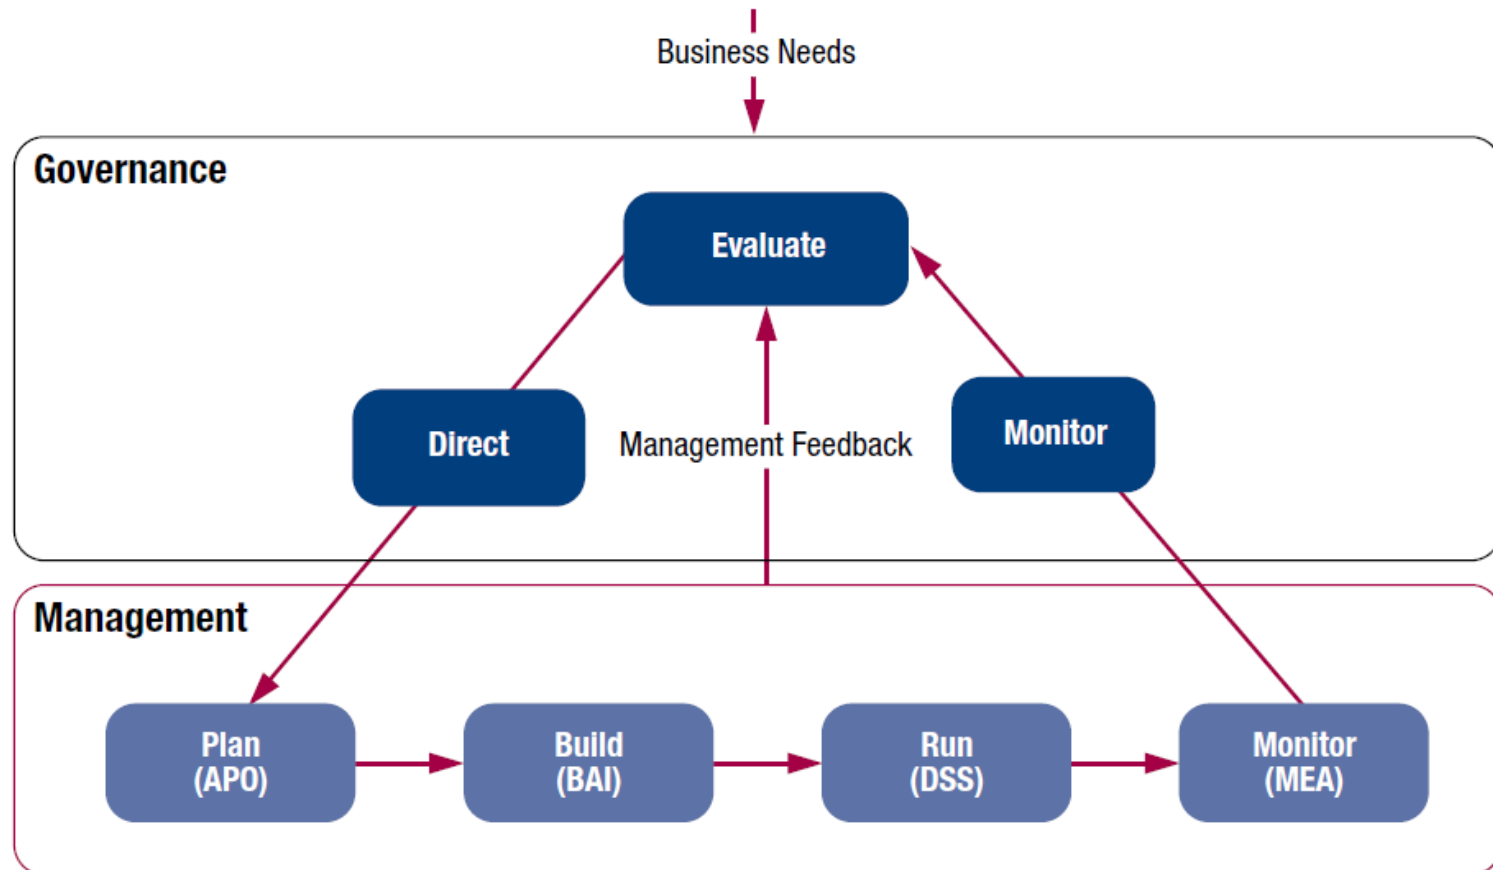 Business Needs
Governance
Evaluate
Direct
Management Feedback
Monitor
Management
Plan
(APO)
Build
(BAI)
Run
(DSS)
Monitor
(MEA)